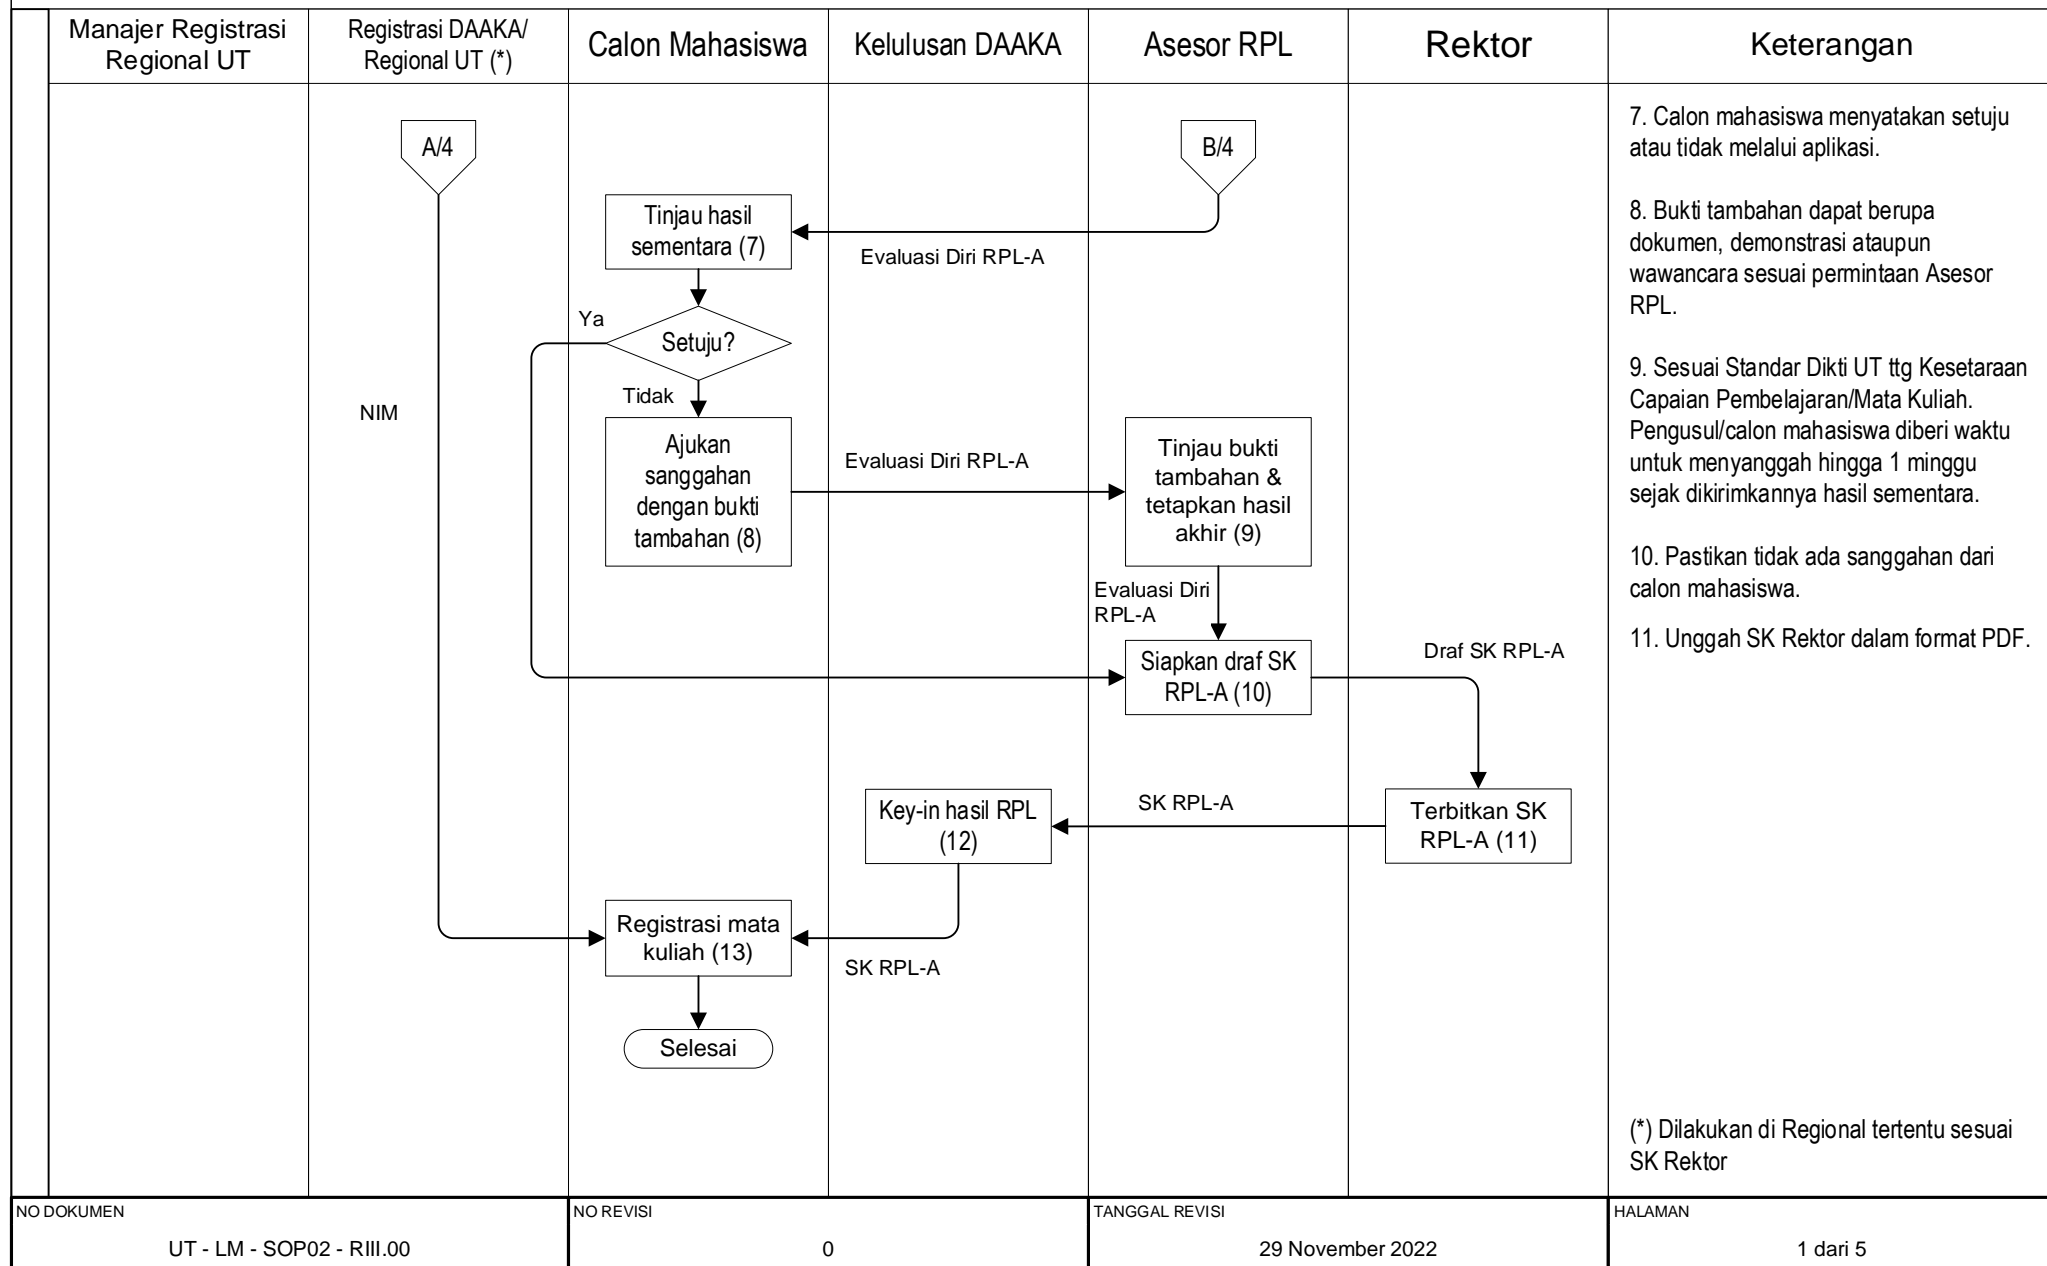 Manajer Registrasi
Regional UT
Registrasi DAAKA/
Regional UT (*)
Calon Mahasiswa
Kelulusan DAAKA
Asesor RPL
Rektor
Keterangan
A/4
B/4
Tinjau hasil
sementara (7)
Evaluasi Diri RPL-A
Ya
Setuju?
Tidak
NIM
Ajukan
sanggahan
dengan bukti
tambahan (8)
Evaluasi Diri RPL-A
Tinjau bukti
tambahan &
tetapkan hasil
akhir (9)
Evaluasi Diri
RPL-A
Siapkan draf SK
RPL-A (10)
Draf SK RPL-A
Terbitkan SK
RPL-A (11)
SK RPL-A
Key-in hasil RPL
(12)
SK RPL-A
Registrasi mata
kuliah (13)
Selesai
7. Calon mahasiswa menyatakan setuju
atau tidak melalui aplikasi.
8. Bukti tambahan dapat berupa
dokumen, demonstrasi ataupun
wawancara sesuai permintaan Asesor
RPL.
9. Sesuai Standar Dikti UT ttg Kesetaraan
Capaian Pembelajaran/Mata Kuliah.
Pengusul/calon mahasiswa diberi waktu
untuk menyanggah hingga 1 minggu
sejak dikirimkannya hasil sementara.
10. Pastikan tidak ada sanggahan dari
calon mahasiswa.
11. Unggah SK Rektor dalam format PDF.
(*) Dilakukan di Regional tertentu sesuai
SK Rektor
NO DOKUMEN
UT - LM - SOP02 - RIII.00
NO REVISI
0
TANGGAL REVISI
29 November 2022
HALAMAN
1 dari 5